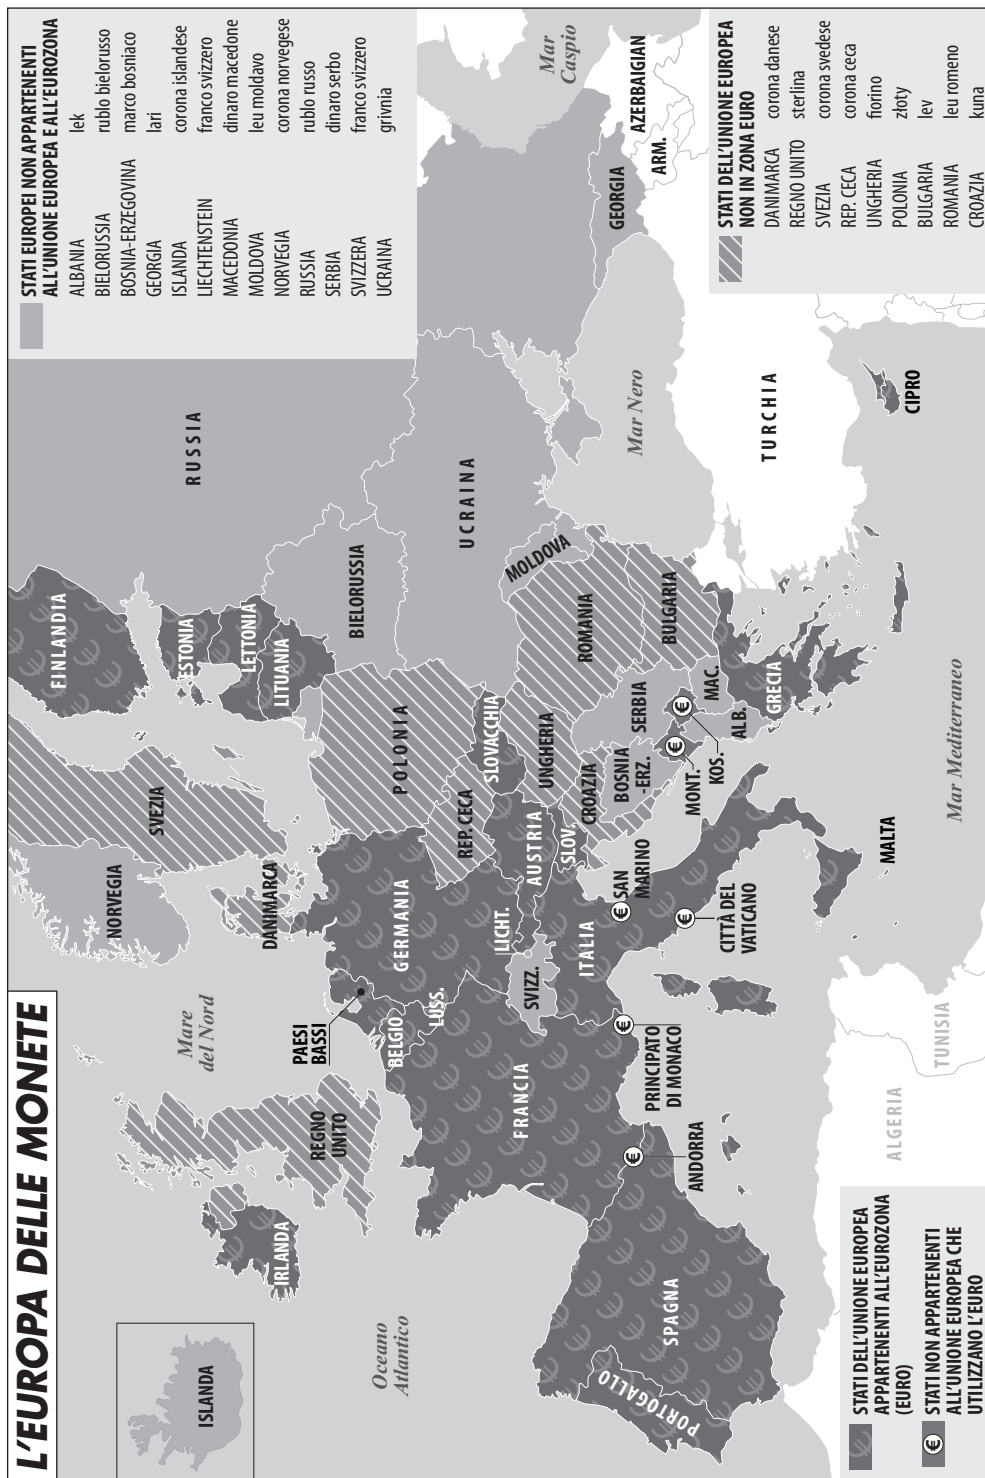 L'EUROPA DELLE MONETE
STATI EUROPEI NON APPARTENENTI
ALL'UNIONE EUROPEA E ALL'EUROZONA
ALBANIA lek
BIELORUSSIA rublo bielorusso
BOSNIA-ERZEGOVINA marco bosniaco
GEORGIA lari
ISLANDA corona islandese
LIECHTENSTEIN franco svizzero
MACEDONIA dinaro macedone
MOLDOVA leu moldavo
NORVEGIA corona norvegese
RUSSIA rublo russo
SERBIA dinaro serbo
SVIZZERA franco svizzero
UCRAINA grivnia
ISLANDA
NORVEGIA
SVEZIA
FINLANDIA
RUSSIA
ESTONIA
LETTONIA
LITUANIA
Mare
del Nord
DANIMARCA
BIELORUSSIA
IRLANDA
REGNO
UNITO
PAESI
BASSI
Oceano
Atlantico
BELGIO
LUSS.
GERMANIA
POLONIA
REP. CECA
UCRAINA
SLOVACCHIA
LICHT.
AUSTRIA
UNGHERIA
MOLDOVA
FRANCIA
SVIZZ.
SLOV.
CROAZIA
ROMANIA
Mar
Caspio
ITALIA
BOSNIA
-ERZ.
SERBIA
BULGARIA
Mar Nero
GEORGIA
AZERBAIGIAN
ARM.
€
SAN
MARINO
€
PRINCIPATO
DI MONACO
€
ANDORRA
€
CITTÀ DEL
VATICANO
€
MONT.
€
KOS.
MAC.
ALB.
GRECIA
TURCHIA
PORTOGALLO
SPAGNA
MALTA
CIPRO
Mar Mediterraneo
ALGERIA
TUNISIA
STATI DELL'UNIONE EUROPEA
APPARTENENTI ALL'EUROZONA
(EURO)
€
STATI NON APPARTENENTI
ALL'UNIONE EUROPEA CHE
UTILIZZANO L'EURO
STATI DELL'UNIONE EUROPEA
NON IN ZONA EURO
DANIMARCA corona danese
REGNO UNITO sterlina
SVEZIA corona svedese
REP. CECA corona ceca
UNGHERIA fiorino
POLONIA złoty
BULGARIA lev
ROMANIA leu romeno
CROAZIA kuna